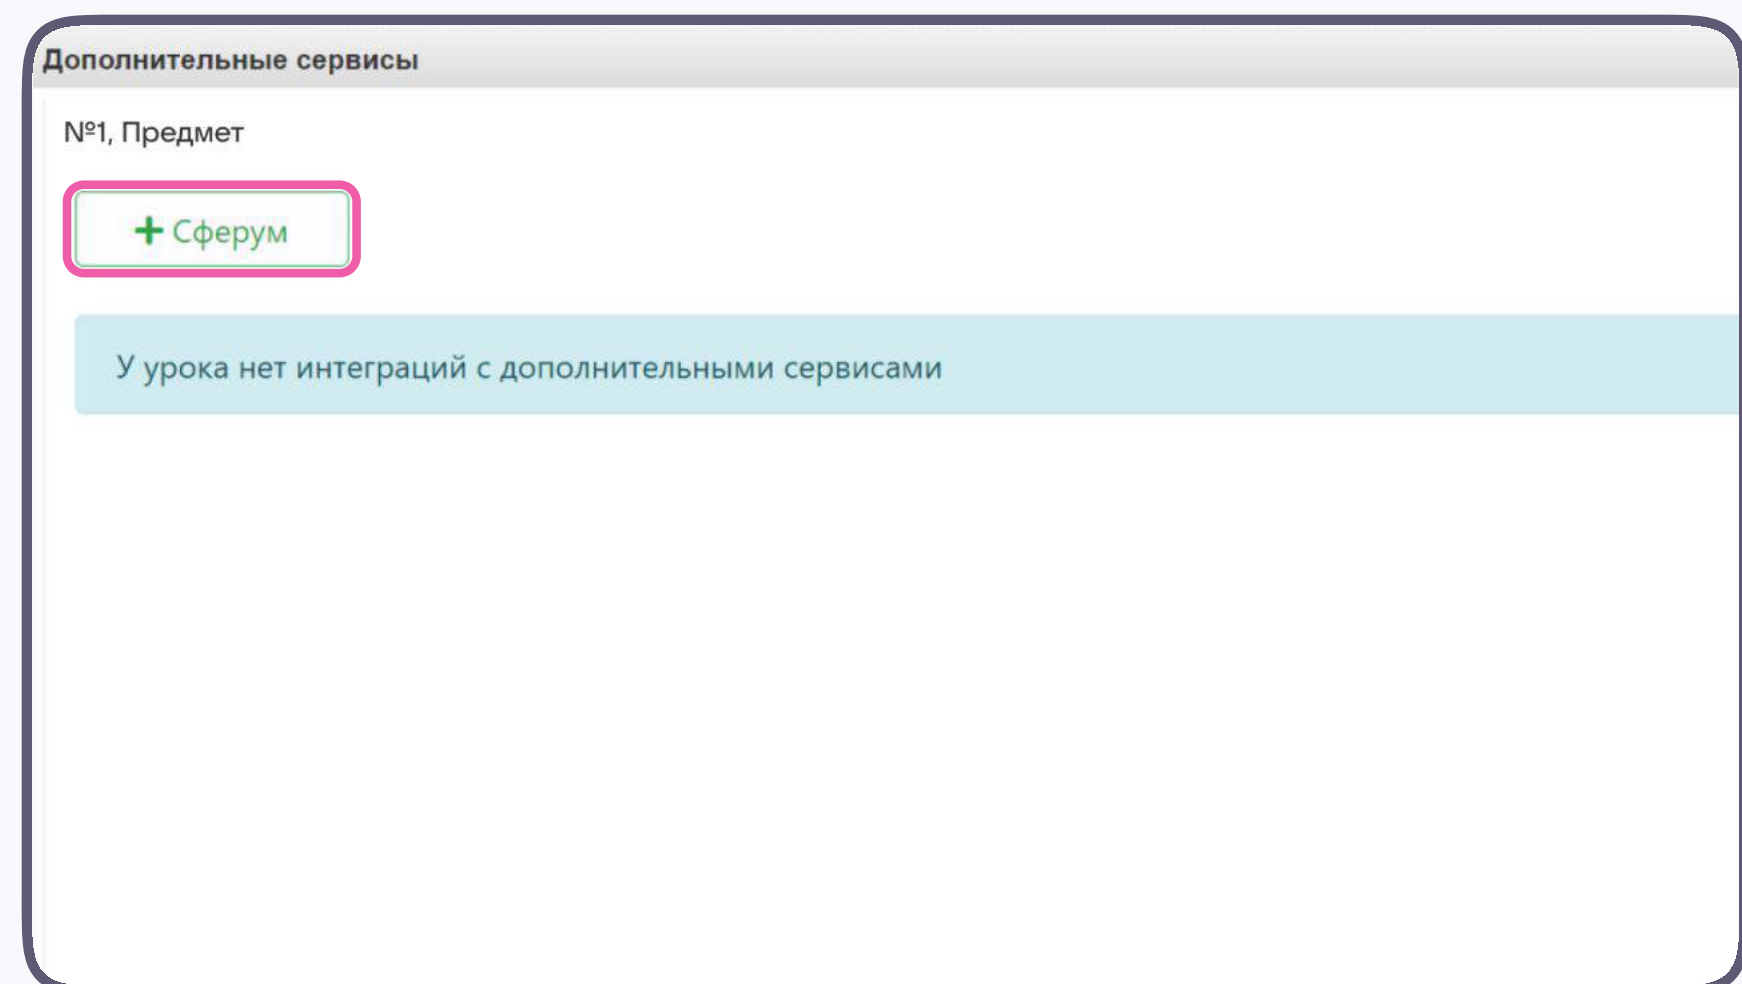 Дополнительные сервисы
№1, Предмет
+ Сферум
У урока нет интеграций с дополнительными сервисами